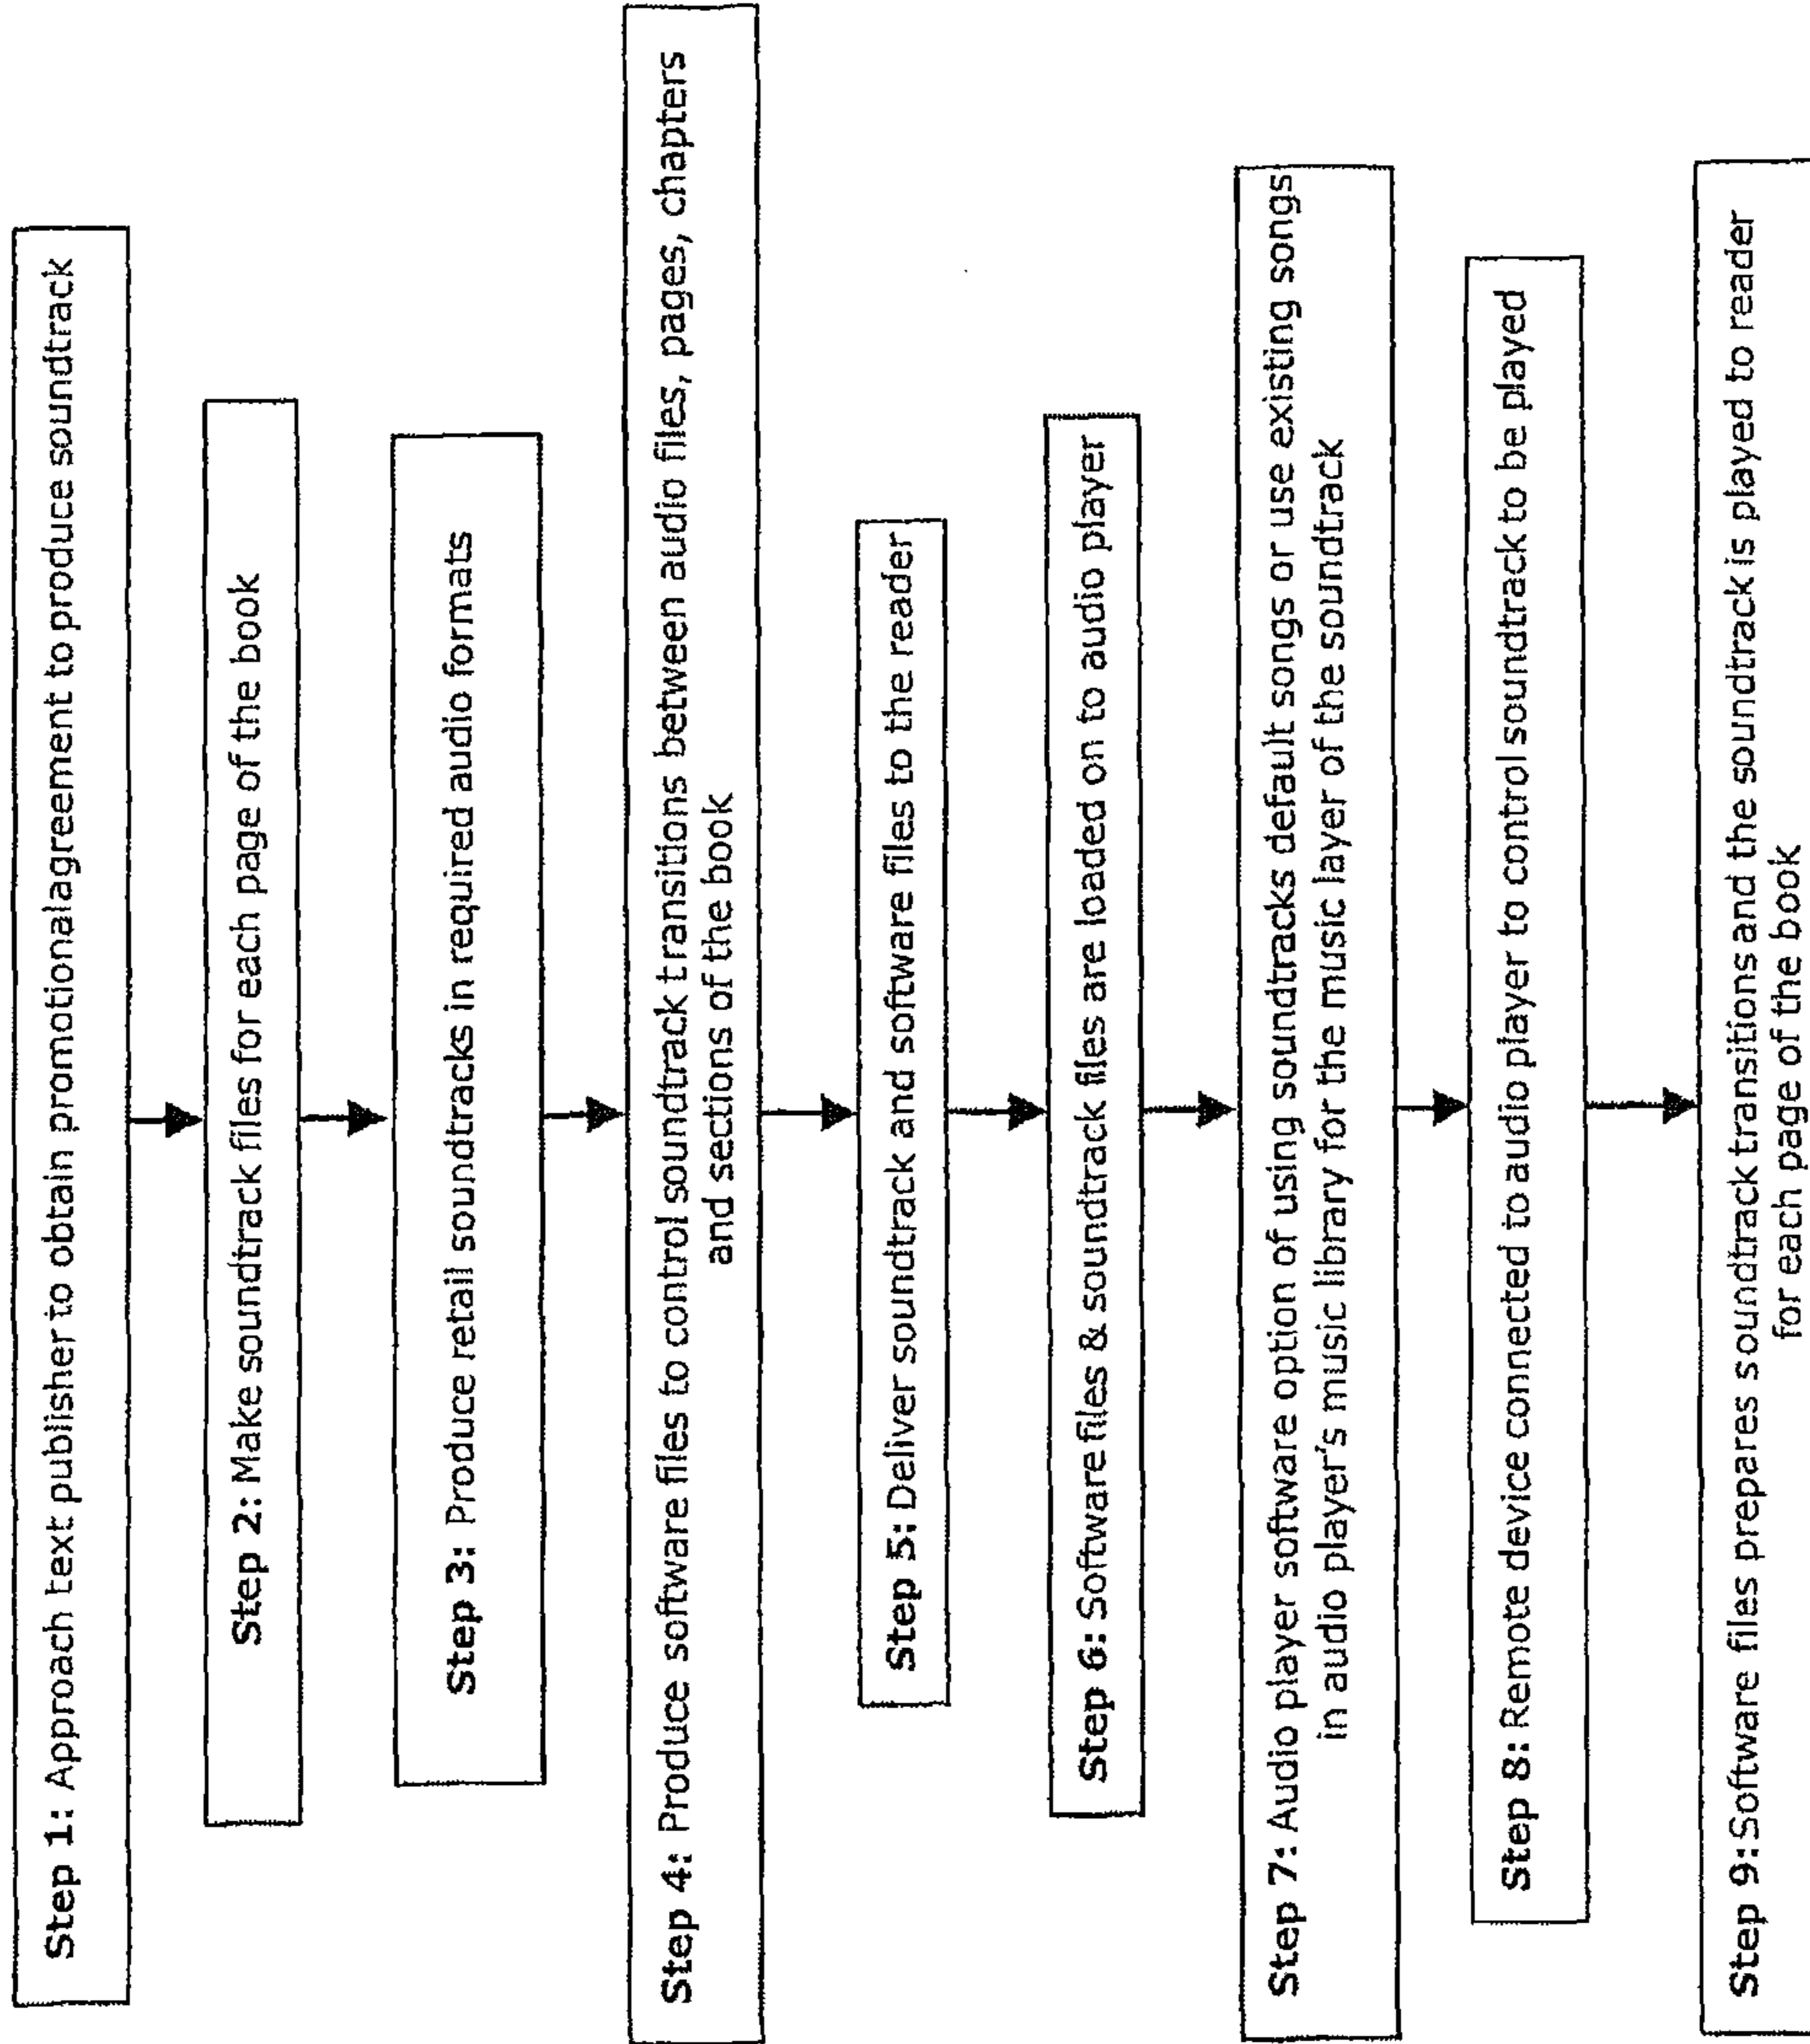 Step 1: Approach text publisher to obtain promotional agreement to produce soundtrack
Step 2: Make soundtrack files for each page of the book
Step 3: Produce retail soundtracks in required audio formats
Step 4: Produce software files to control soundtrack transitions between audio files, pages, chapters
and sections of the book
Step 5: Deliver soundtrack and software files to the reader
Step 6: Software files & soundtrack files are loaded on to audio player
Step 7: Audio player software option of using soundtracks default songs or use existing songs
in audio player's music library for the music layer of the soundtrack
Step 8: Remote device connected to audio player to control soundtrack to be played
Step 9: Software files prepares soundtrack transitions and the soundtrack is played to reader
for each page of the book